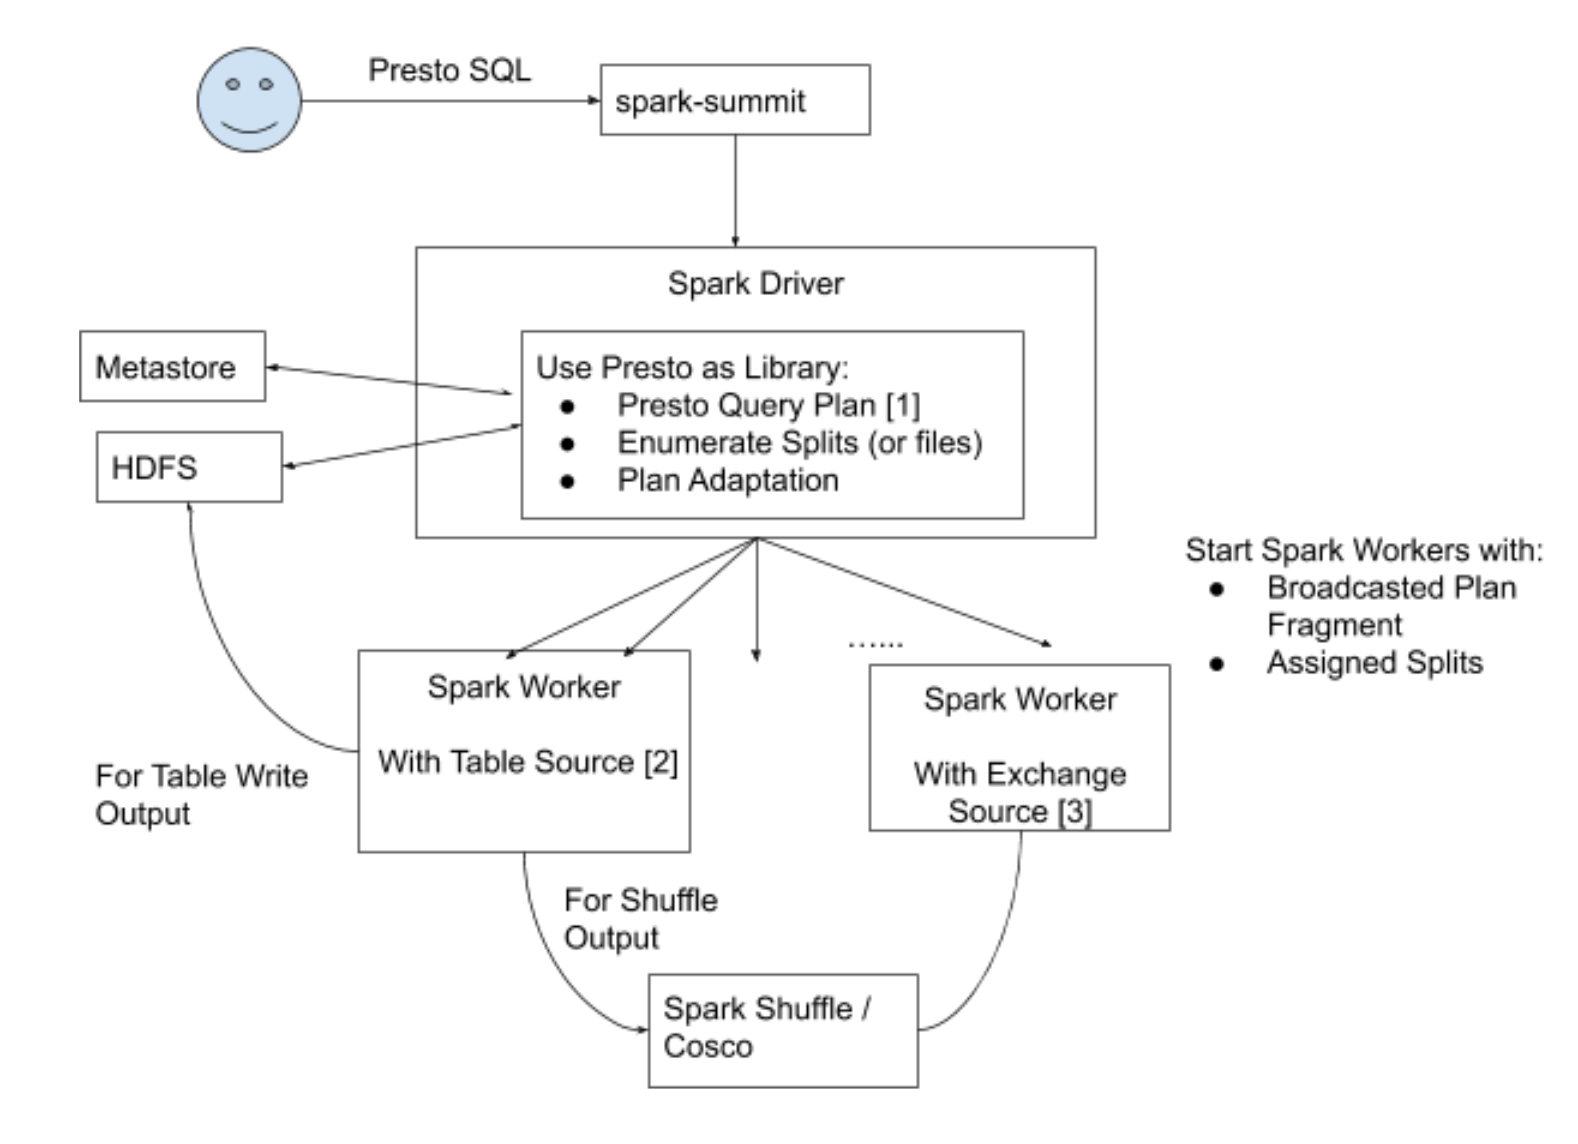 Presto SQL
spark-summit
Spark Driver
Metastore
Use Presto as Library:
● Presto Query Plan [1]
● Enumerate Splits (or files)
● Plan Adaptation
HDFS
Start Spark Workers with:
● Broadcasted Plan
Fragment
● Assigned Splits
......
Spark Worker
With Table Source [2]
Spark Worker
With Exchange
Source [3]
For Table Write
Output
For Shuffle
Output
Spark Shuffle /
Cosco